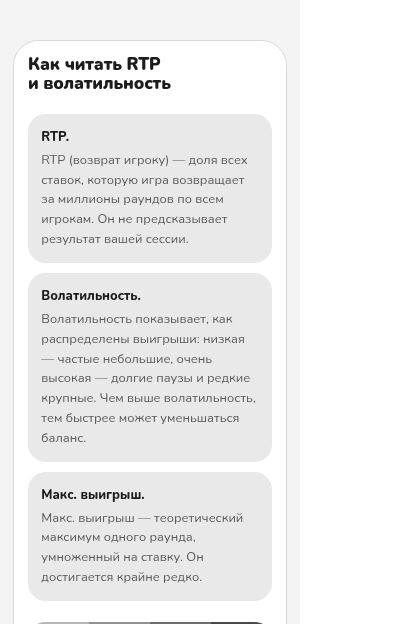 Как читать RTP
и волатильность
RTP.
RTP (возврат игроку) — доля всех
ставок, которую игра возвращает
за миллионы раундов по всем
игрокам. Он не предсказывает
результат вашей сессии.
Волатильность.
Волатильность показывает, как
распределены выигрыши: низкая
— частые небольшие, очень
высокая — долгие паузы и редкие
крупные. Чем выше волатильность,
тем быстрее может уменьшаться
баланс.
Макс. выигрыш.
Макс. выигрыш — теоретический
максимум одного раунда,
умноженный на ставку. Он
достигается крайне редко.